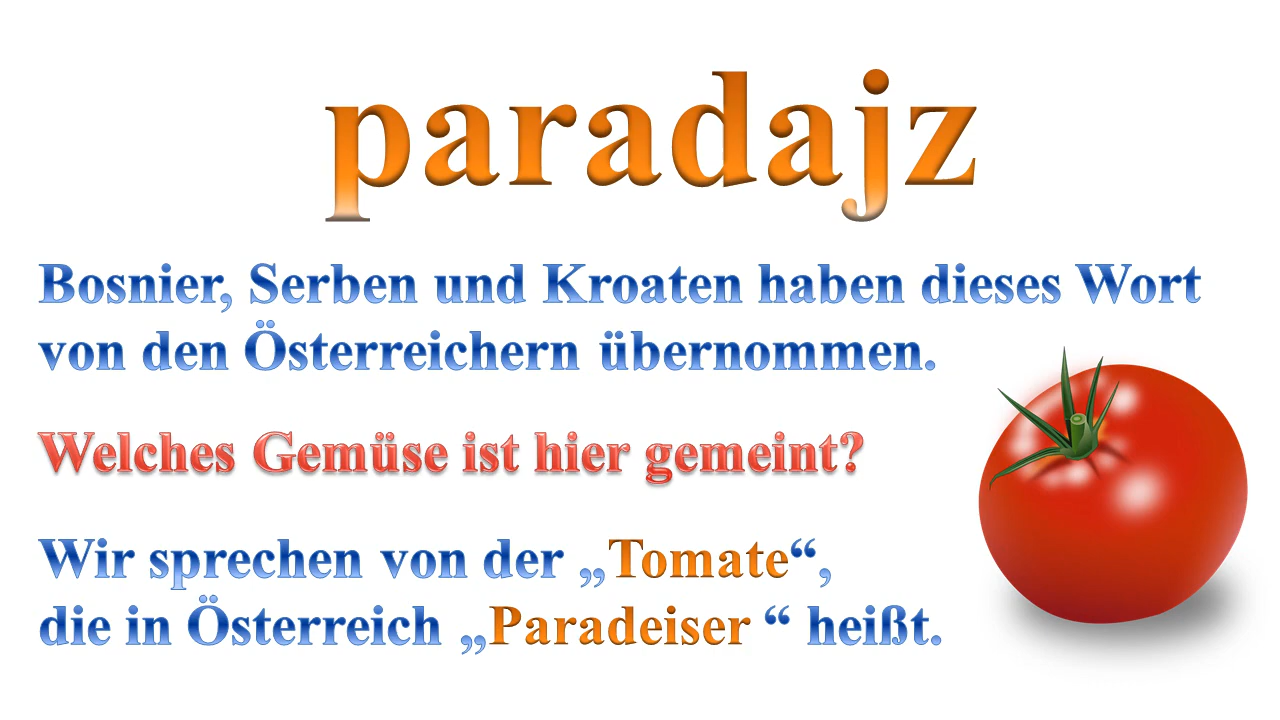 paradajz
Bosnier, Serben und Kroaten haben dieses Wort
von den Österreichern übernommen.
Welches Gemüse ist hier gemeint?
Wir sprechen von der „Tomate“,
die in Österreich „Paradeiser “ heißt.